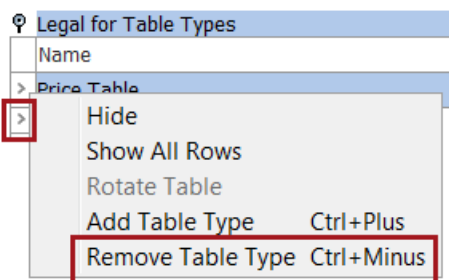 Legal for Table Types
Name
Price Table
Hide
Show All Rows
Rotate Table
Add Table Type Ctrl+Plus
Remove Table Type Ctrl+Minus